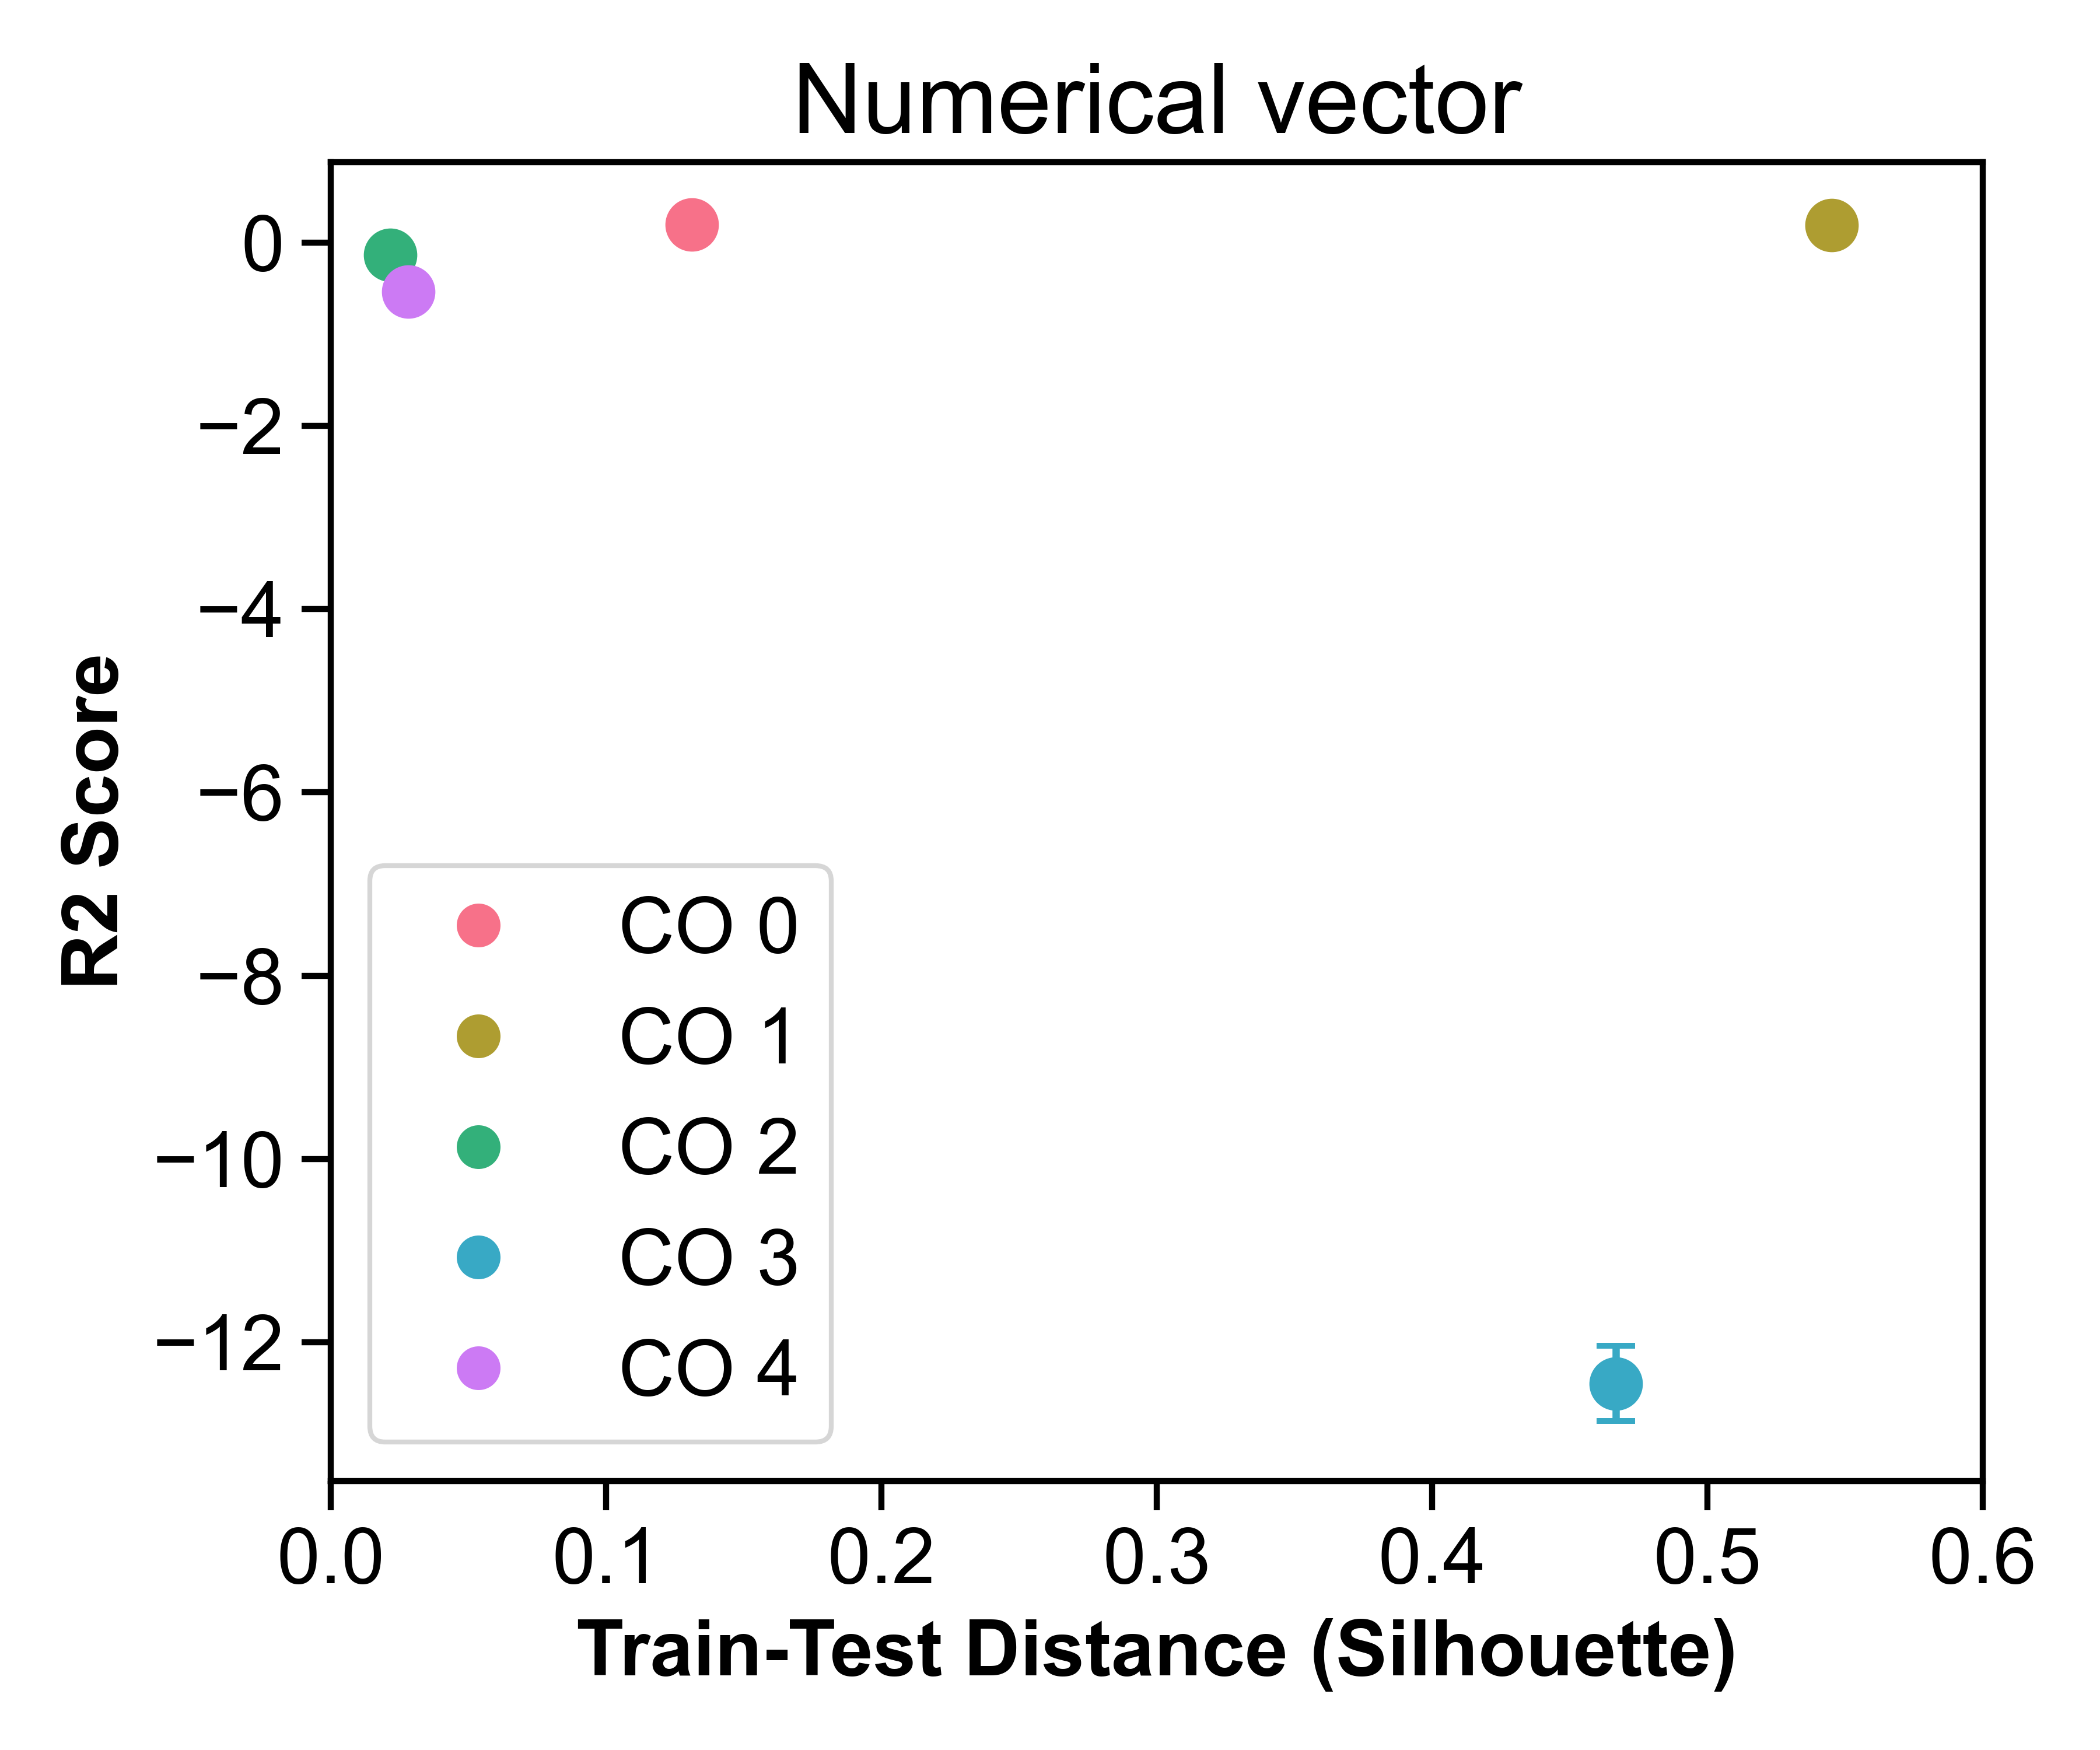 Numerical vector
0
−2
−4
−6
−8
−10
−12
R2 Score
CO 0
CO 1
CO 2
CO 3
CO 4
0.0 0.1 0.2 0.3 0.4 0.5 0.6
Train-Test Distance (Silhouette)